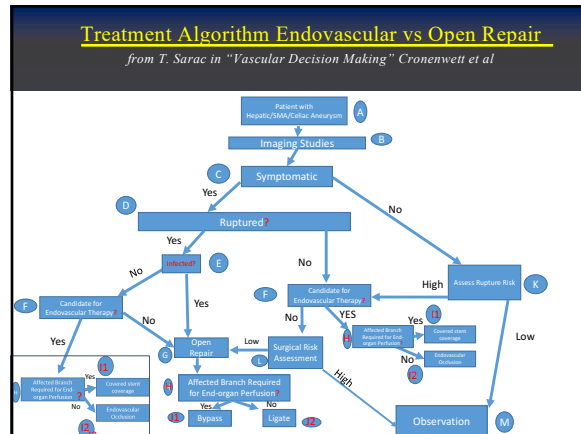 Treatment Algorithm Endovascular vs Open Repair
from T. Sarac in "Vascular Decision Making" Cronenwett et al
Patient with
Hepatic/SMA/Celiac Aneurysm
A
Imaging Studies
B
C
Symptomatic
Yes
No
D
Ruptured?
Yes
No
Infected?
E
No
Yes
High
Assess Rupture Risk
K
Low
F
Candidate for
Endovascular Therapy?
No
Yes
F
Candidate for
Endovascular Therapy?
No
YES
H
Affected Branch
Required for End-
organ Perfusion?
Yes
I1
Covered stent
coverage
No
I2
Endovascular
Occlusion
Open
Repair
G
Low
Surgical Risk
Assessment
L
High
Affected Branch
Required for End-
organ Perfusion
?
Yes
I1
Covered stent
coverage
No
I2
Endovascular
Occlusion
H
Affected Branch Required
for End-organ Perfusion?
Yes
No
J1
Bypass
Ligate
J2
Observation
M